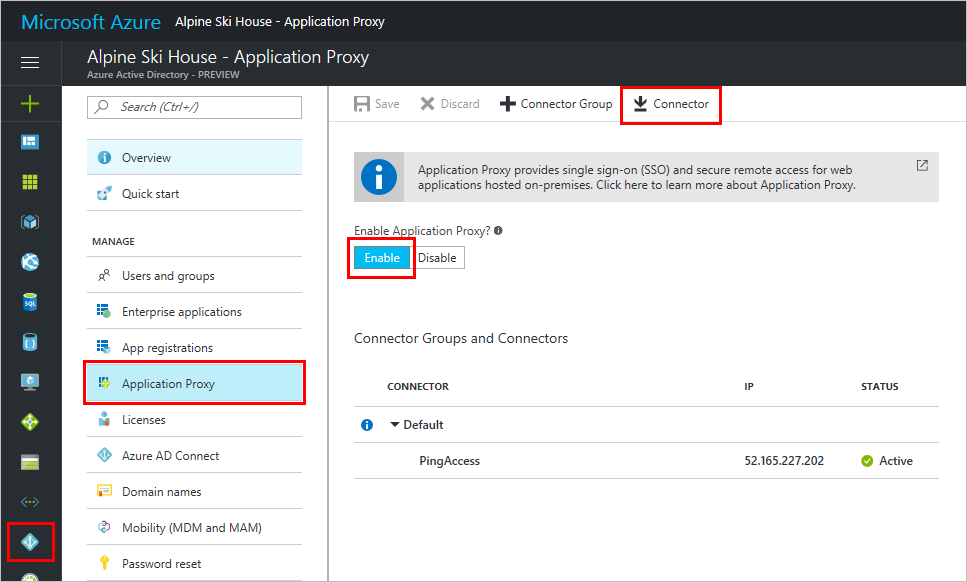 Microsoft Azure Alpine Ski House - Application Proxy
Alpine Ski House - Application Proxy
Azure Active Directory - PREVIEW
Search (Ctrl+/)
Overview
Quick start
MANAGE
Users and groups
Enterprise applications
App registrations
Application Proxy
Licenses
Azure AD Connect
Domain names
Mobility (MDM and MAM)
Password reset
Save Discard Connector Group Connector
Application Proxy provides single sign-on (SSO) and secure remote access for web
applications hosted on-premises. Click here to learn more about Application Proxy.
Enable Application Proxy?
Enable Disable
Connector Groups and Connectors
CONNECTOR IP STATUS
Default
PingAccess 52.165.227.202 Active
SQL